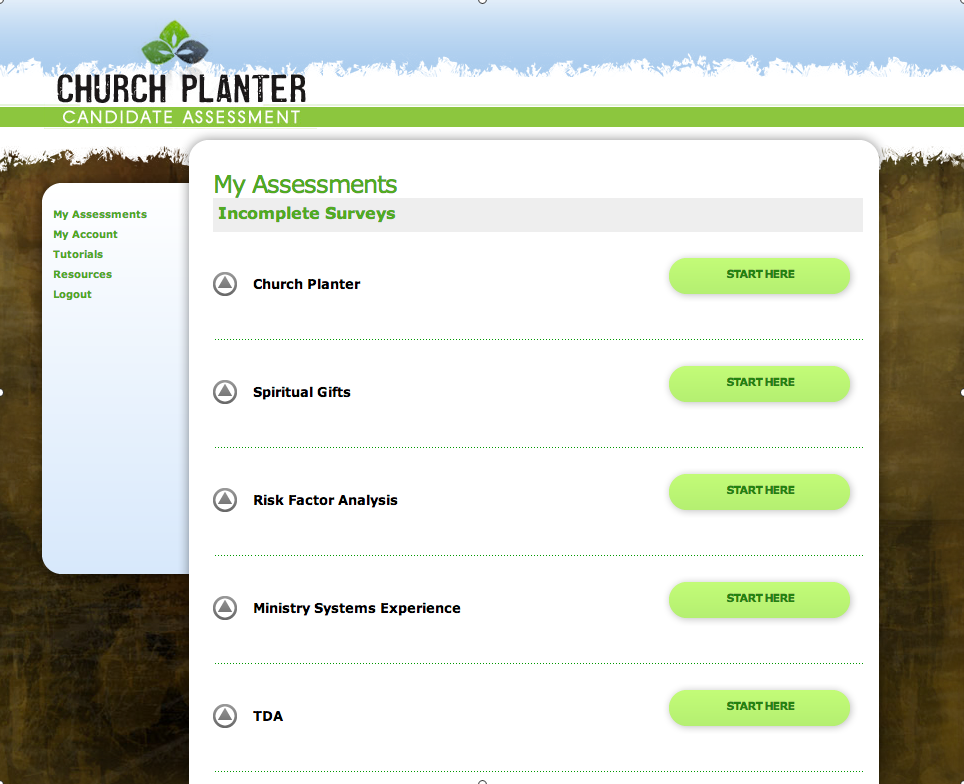 CHURCH PLANTER
CANDIDATE ASSESSMENT
My Assessments
My Account
Tutorials
Resources
Logout
My Assessments
Incomplete Surveys
Church Planter
START HERE
Spiritual Gifts
START HERE
Risk Factor Analysis
START HERE
Ministry Systems Experience
START HERE
TDA
START HERE